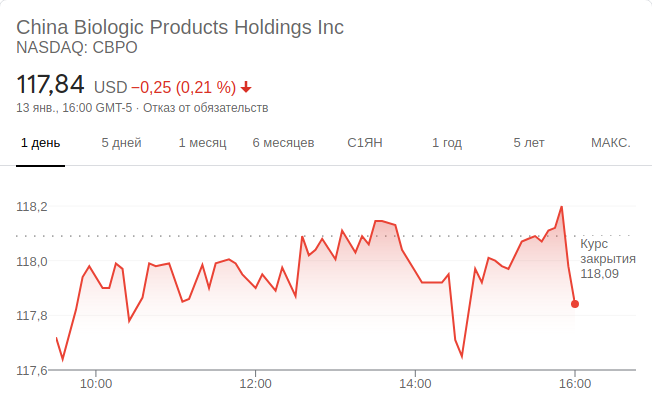 China Biologic Products Holdings Inc
NASDAQ: CBPO
117,84 USD −0,25 (0,21 %)
13 янв., 16:00 GMT-5 · Отказ от обязательств
1 день 5 дней 1 месяц 6 месяцев С1ЯН 1 год 5 лет МАКС.
118,2
Курс
закрытия
118,09
118,0
117,8
117,6
10:00 12:00 14:00 16:00